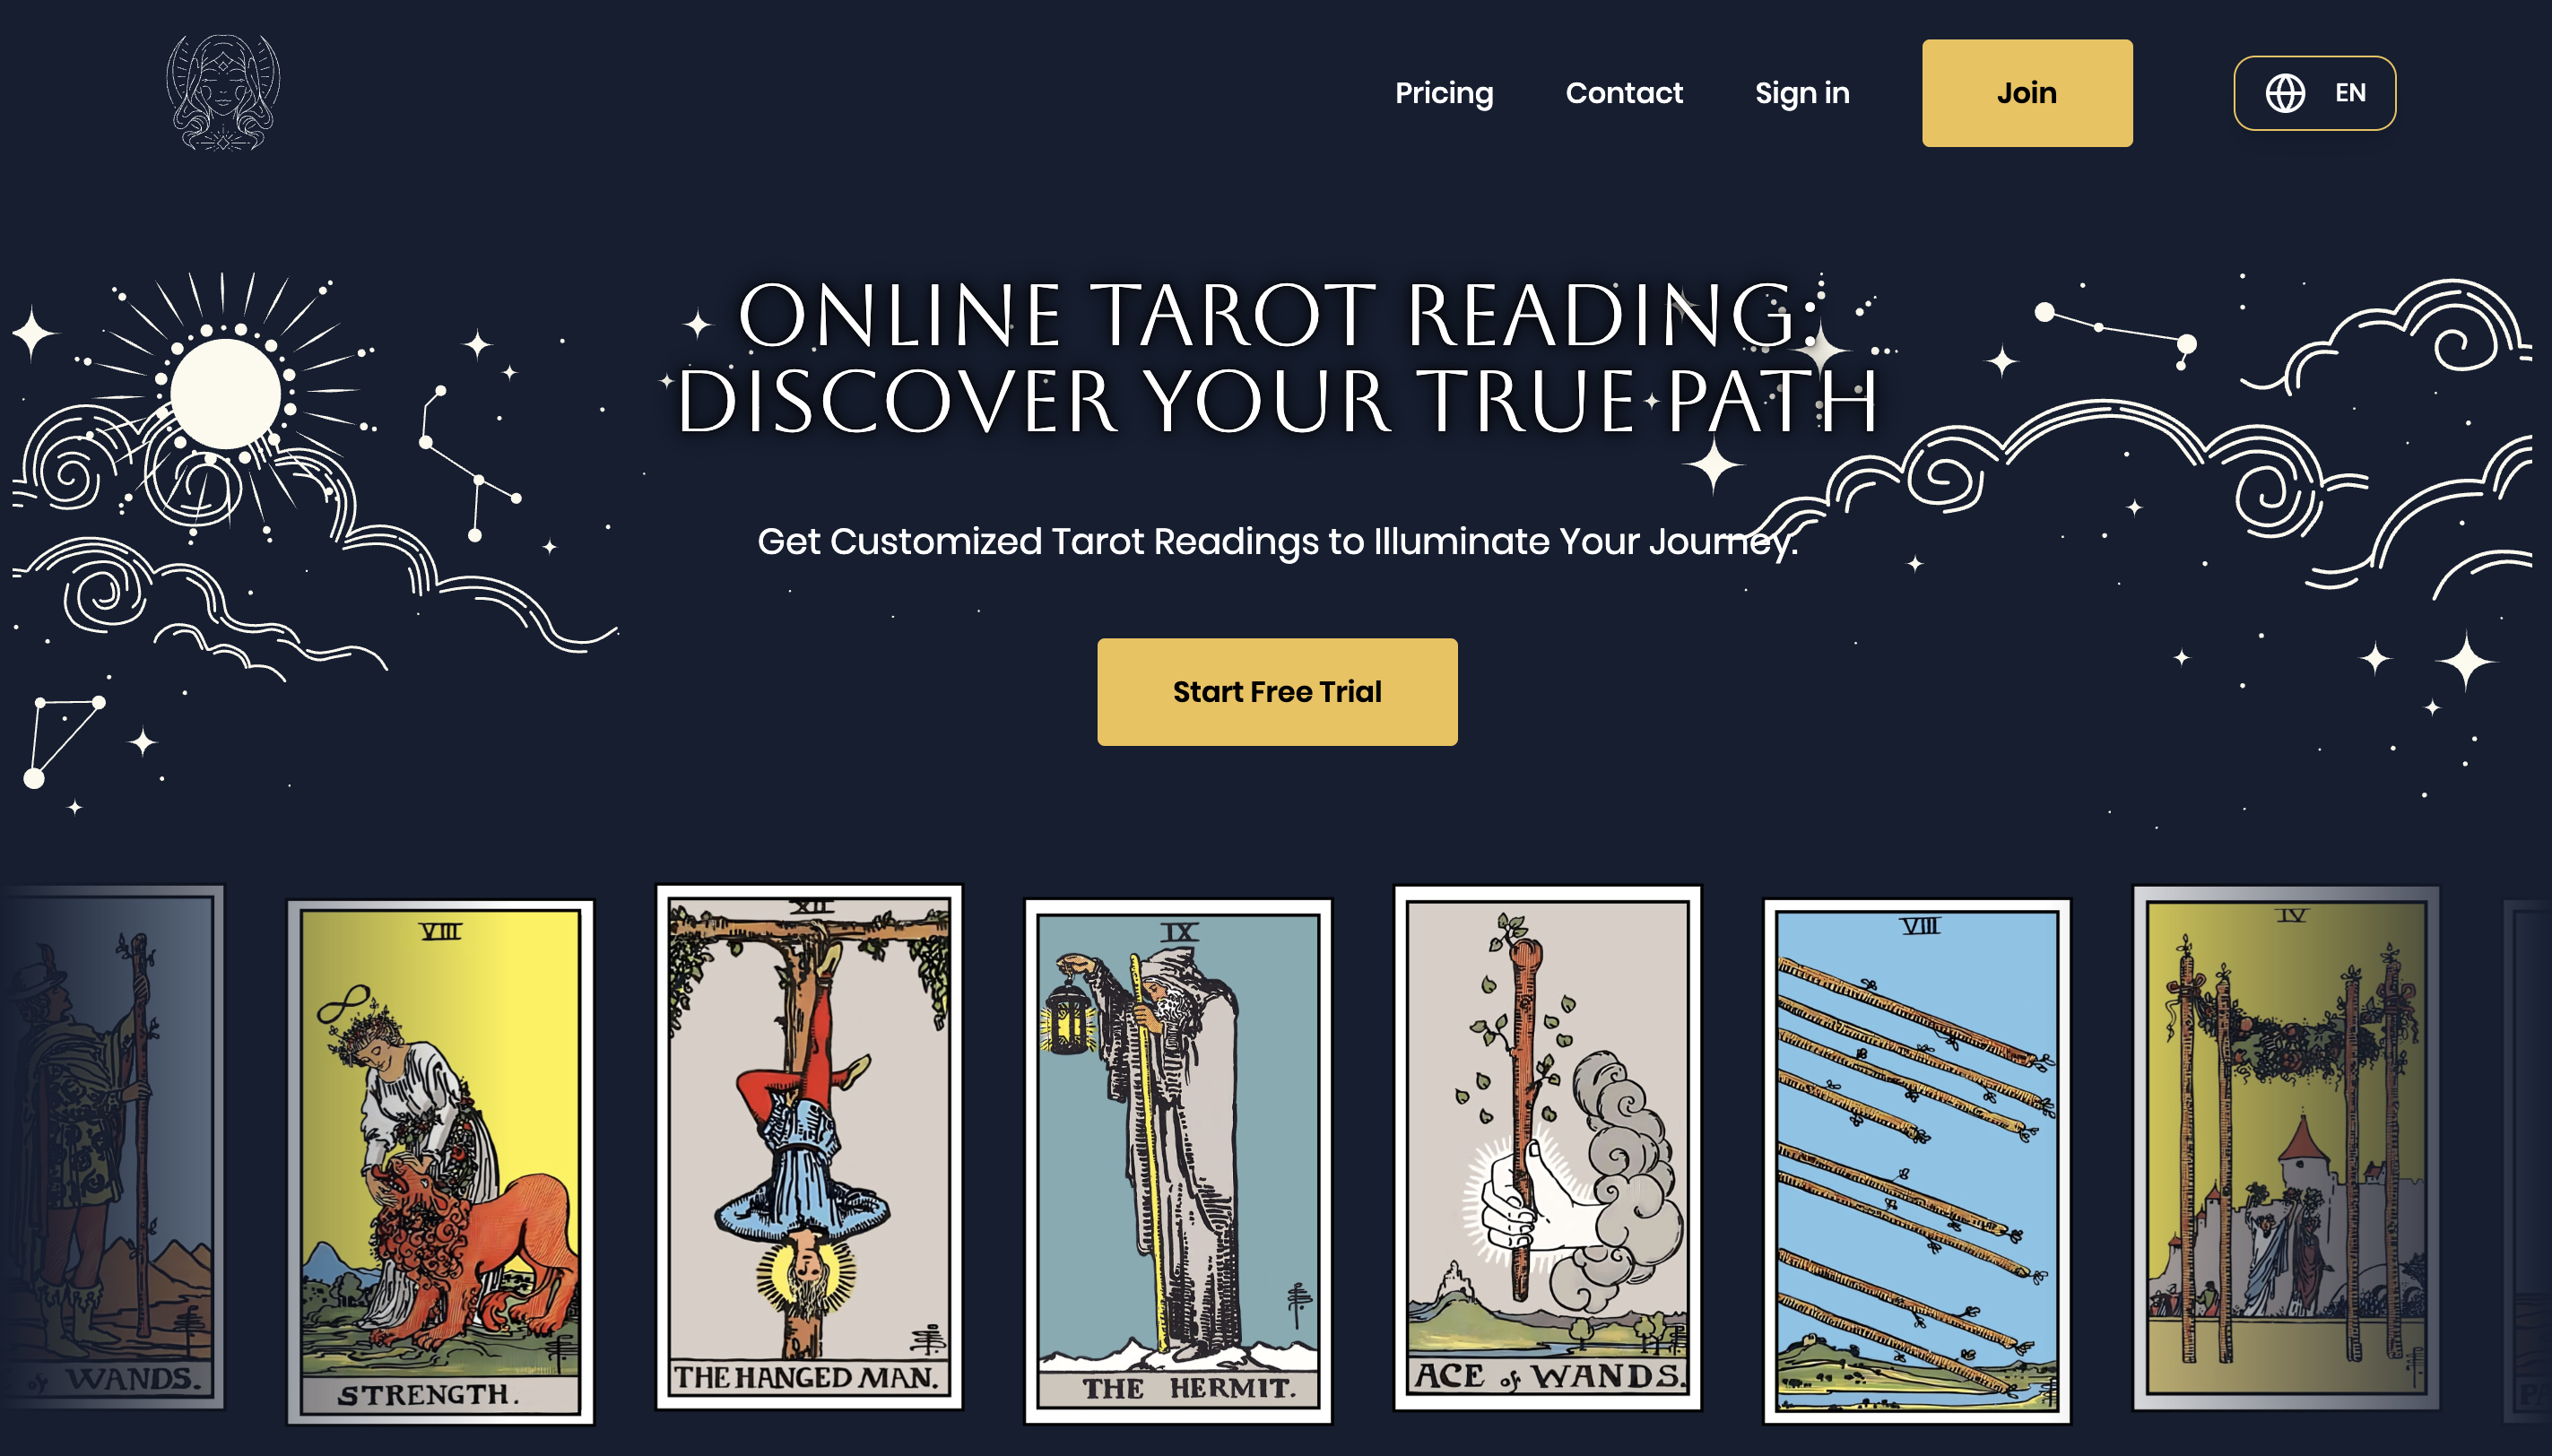 Pricing
Contact
Sign in
Join
EN
ONLINE TAROT READING:
DISCOVER YOUR TRUE PATH
Get Customized Tarot Readings to Illuminate Your Journey.
Start Free Trial
of WANDS.
VIII
STRENGTH.
XII
THE HANGED MAN.
IX
THE HERMIT.
ACE of WANDS.
VIII
IV